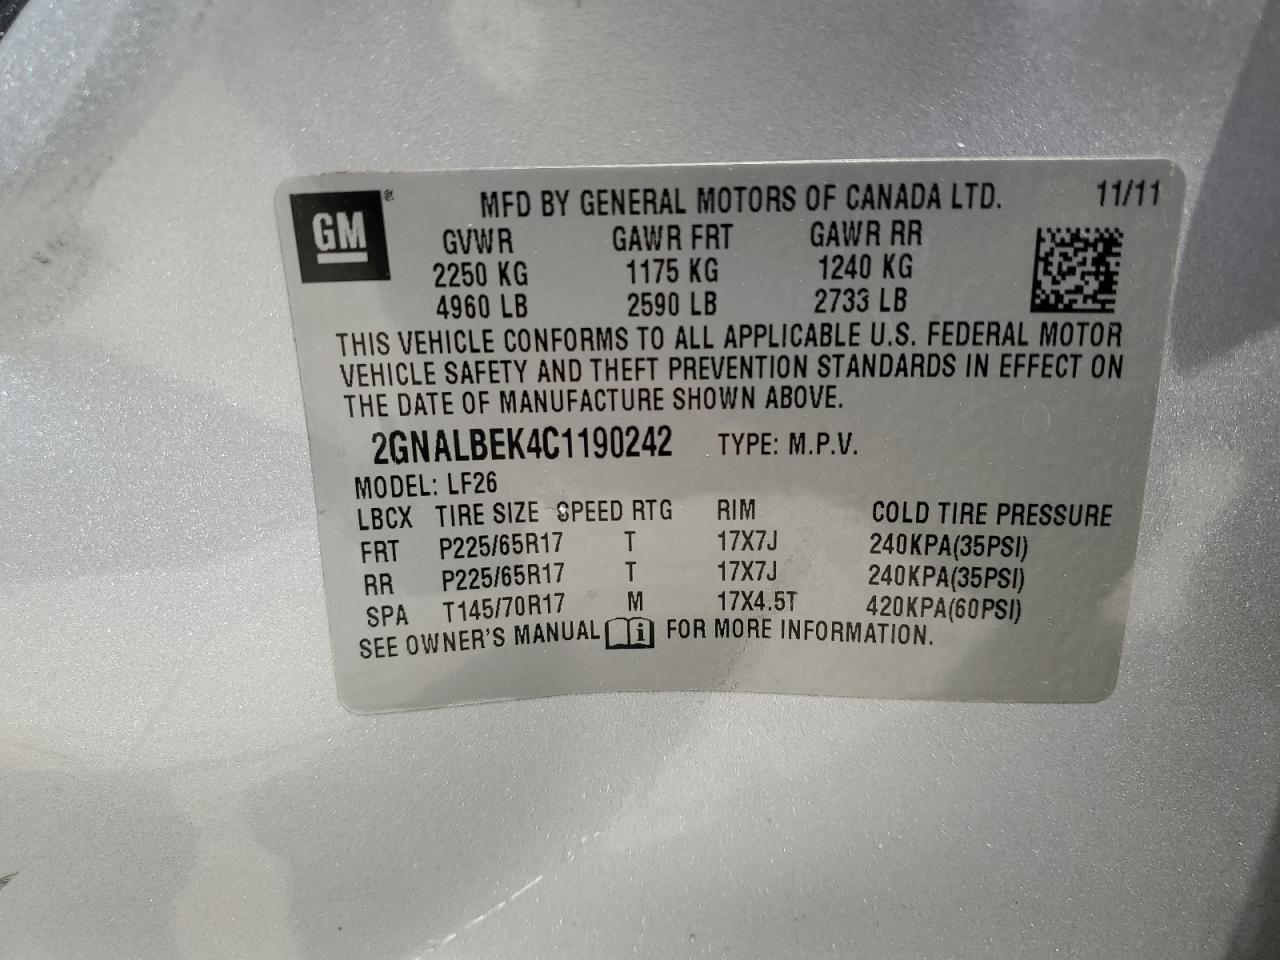 GM ® MFD BY GENERAL MOTORS OF CANADA LTD. 11/11
GVWR GAWR FRT GAWR RR
2250 KG 1175 KG 1240 KG
4960 LB 2590 LB 2733 LB
THIS VEHICLE CONFORMS TO ALL APPLICABLE U.S. FEDERAL MOTOR
VEHICLE SAFETY AND THEFT PREVENTION STANDARDS IN EFFECT ON
THE DATE OF MANUFACTURE SHOWN ABOVE.
2GNALBEK4C1190242 TYPE: M.P.V.
MODEL: LF26
LBCX TIRE SIZE SPEED RTG RIM COLD TIRE PRESSURE
FRT P225/65R17 T 17X7J 240KPA(35PSI)
RR P225/65R17 T 17X7J 240KPA(35PSI)
SPA T145/70R17 M 17X4.5T 420KPA(60PSI)
SEE OWNER'S MANUAL i FOR MORE INFORMATION.